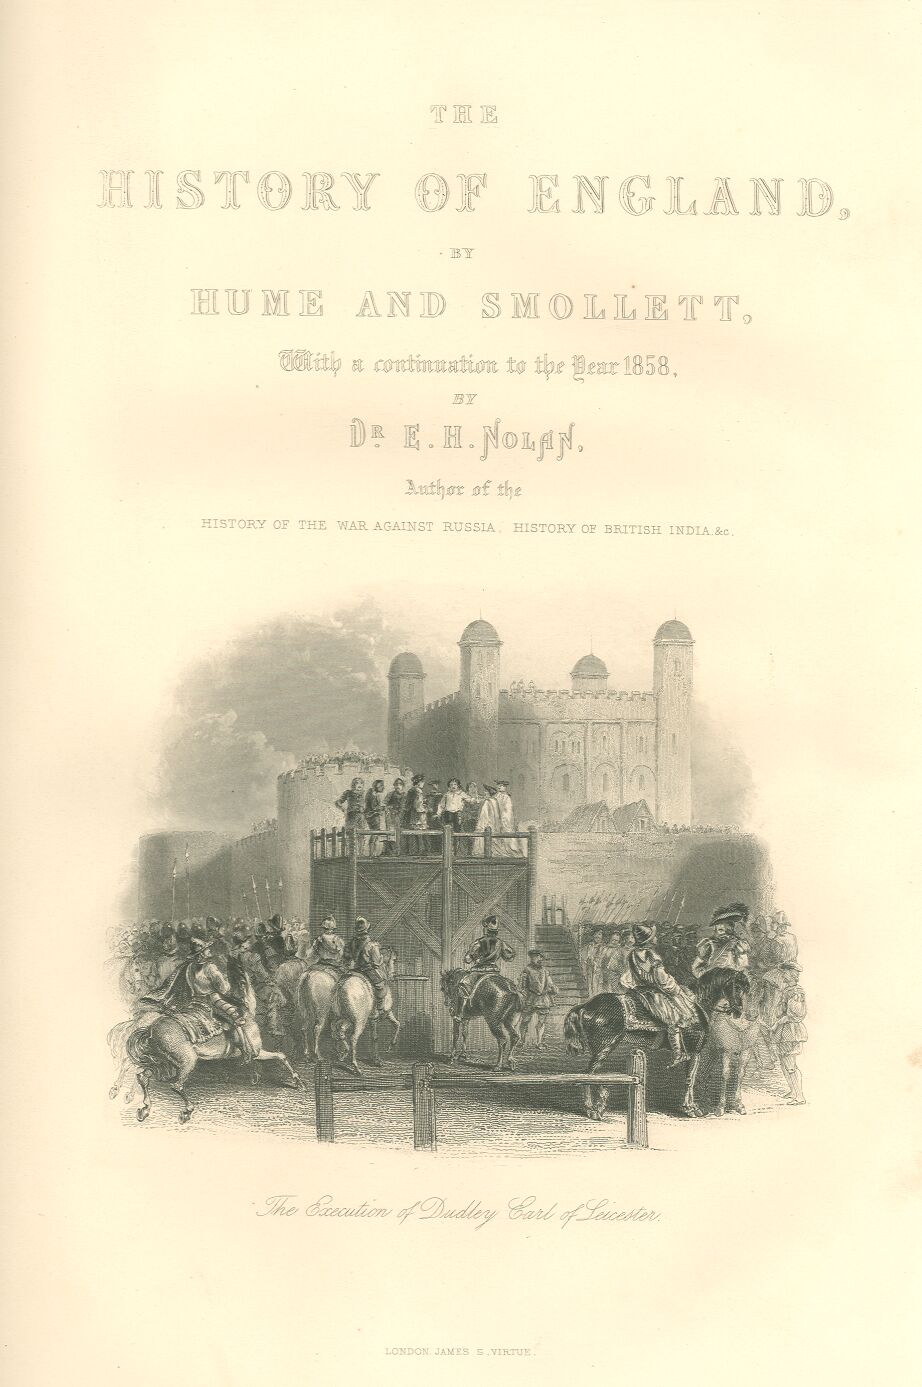 THE
HISTORY OF ENGLAND,
BY
HUME AND SMOLLETT,
With a continuation to the Year 1858,
BY
DR. E. H. NOLAN,
Author of the
HISTORY OF THE WAR AGAINST RUSSIA, HISTORY OF BRITISH INDIA.&c.
The Execution of Dudley Earl of Leicester.
LONDON. JAMES S. VIRTUE.